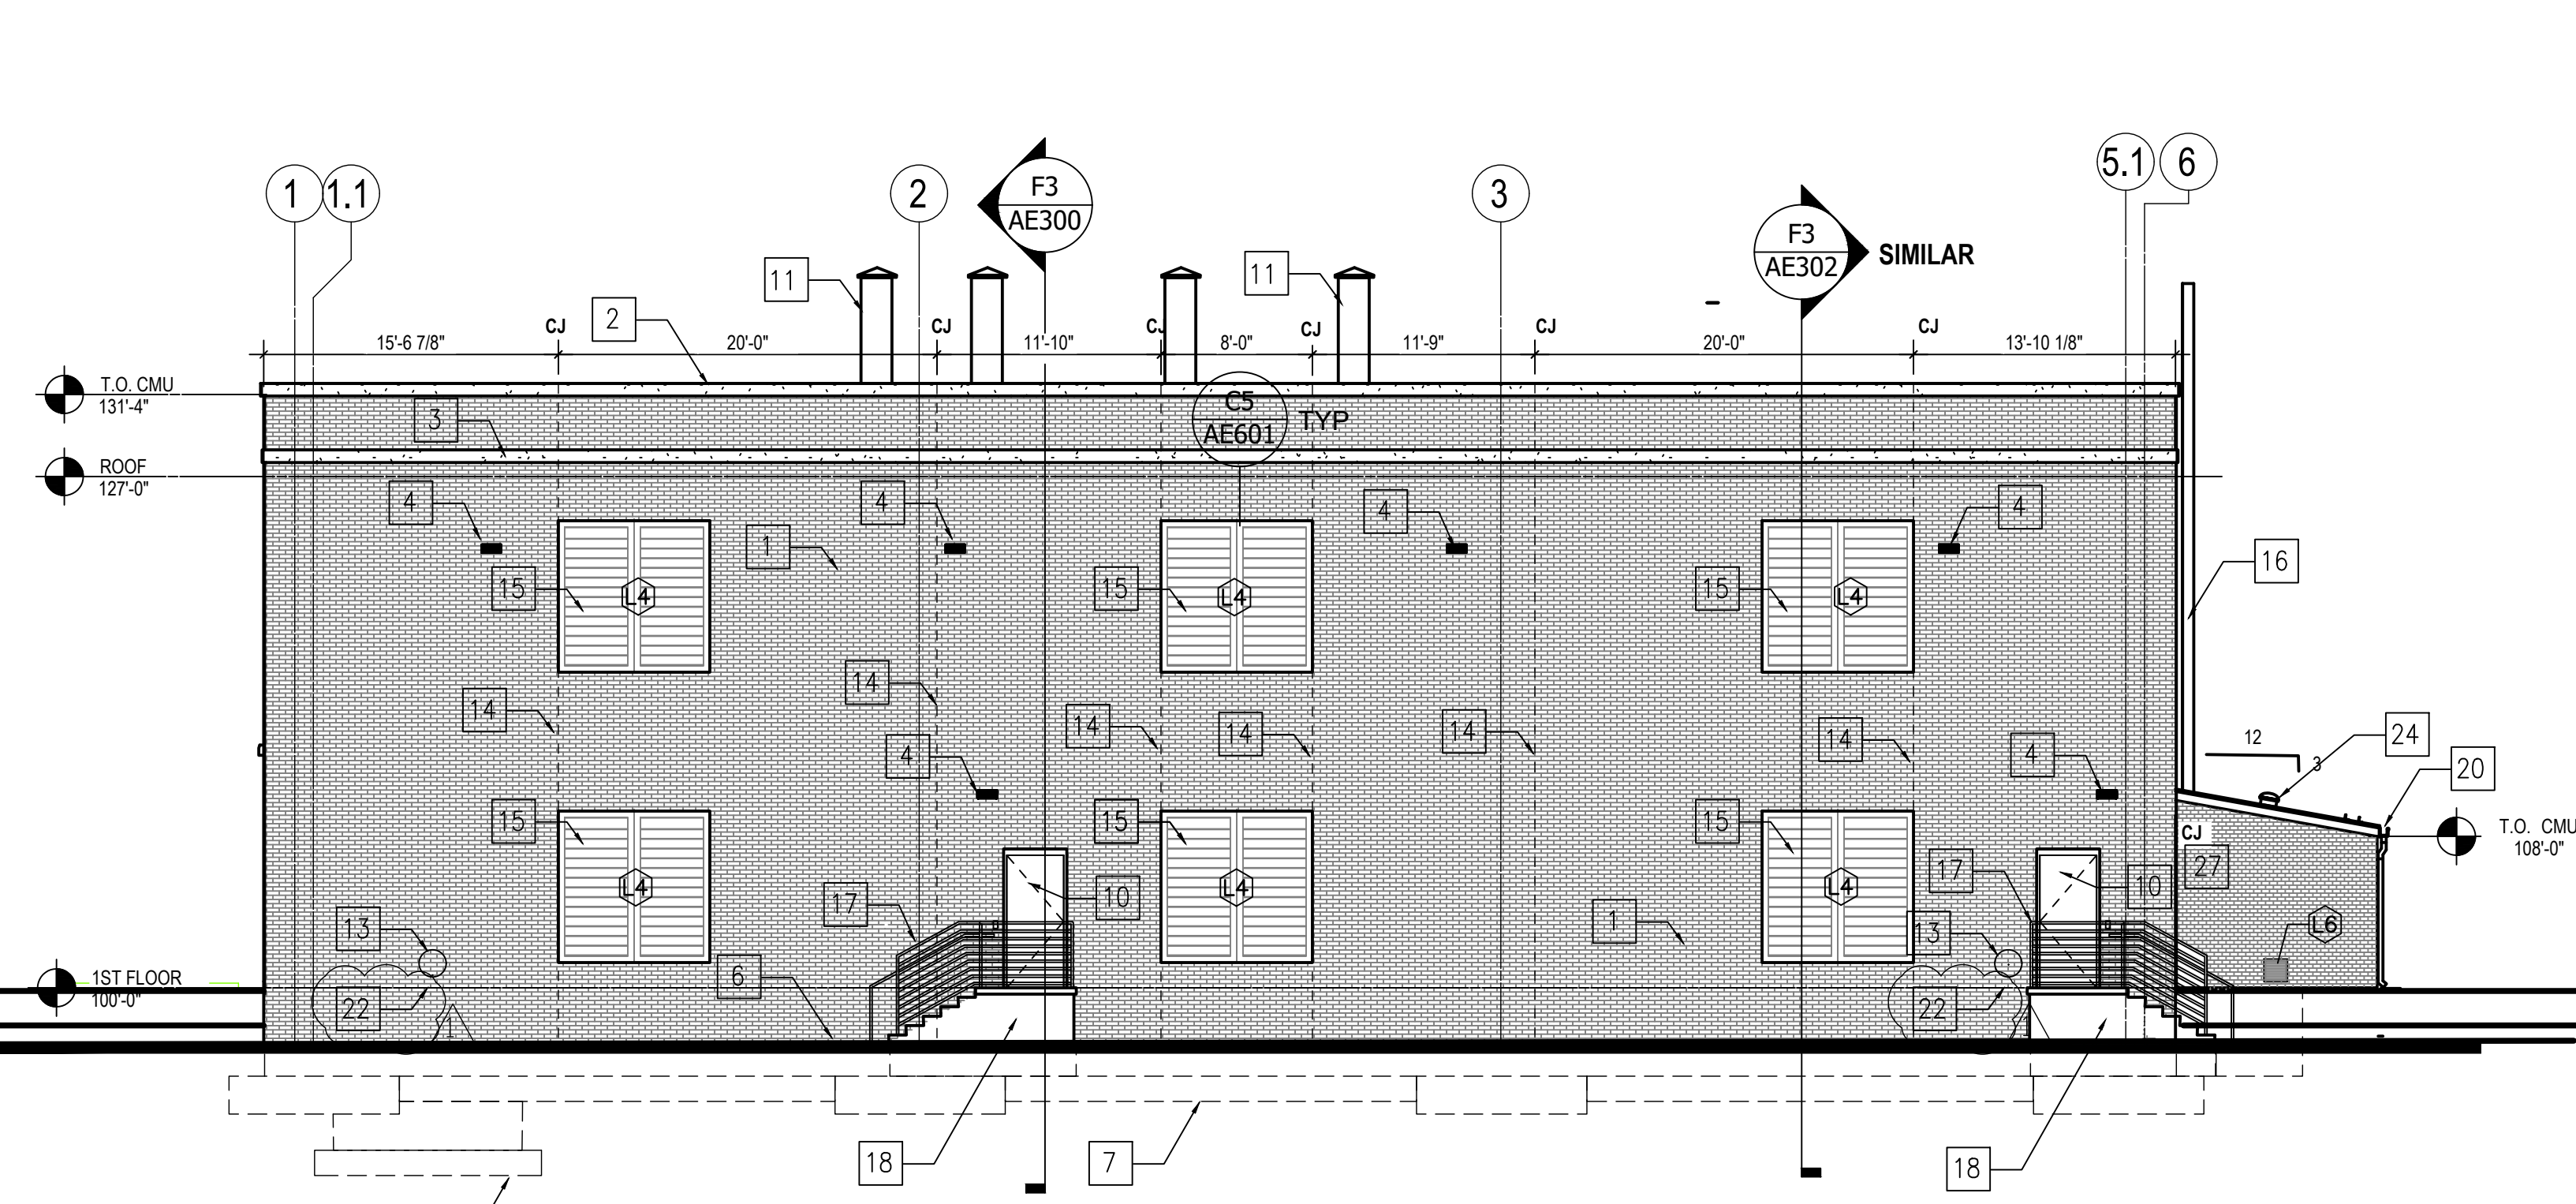 5.1
6
1
1.1
2
F3
AE300
3
F3
AE302
SIMILAR
11
11
2
CJ
CJ
CJ
CJ
CJ
CJ
15'-6 7/8"
20'-0"
11'-10"
8'-0"
11'-9"
20'-0"
13'-10 1/8"
T.O. CMU
131'-4"
3
C5
AE601
TYP
ROOF
127'-0"
4
4
4
4
1
16
15
L4
15
L4
15
L4
14
14
14
14
14
14
4
4
12
3
24
20
15
15
15
CJ
T.O. CMU
108'-0"
L4
L4
L4
17
10
17
10
27
13
1
13
L6
6
1ST FLOOR
100'-0"
22
22
18
7
18